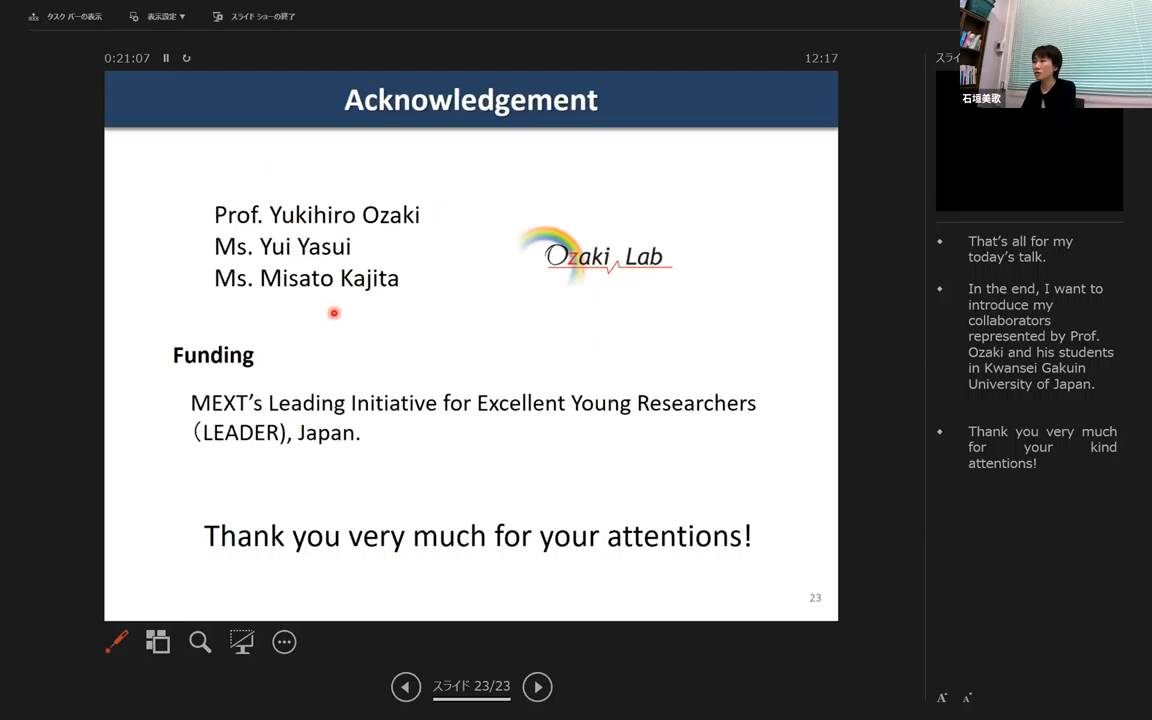 タスク バーの表示
表示設定 ▼
スライド ショーの終了
0:21:07
12:17
スライ
石垣美歌
Acknowledgement
Prof. Yukihiro Ozaki
Ms. Yui Yasui
Ms. Misato Kajita
Ozaki Lab
Funding
MEXT’s Leading Initiative for Excellent Young Researchers
（LEADER), Japan.
Thank you very much for your attentions!
23
That’s all for my
today’s talk.
In the end, I want to
introduce my
collaborators
represented by Prof.
Ozaki and his students
in Kwansei Gakuin
University of Japan.
Thank you very much
for your kind
attentions!
スライド 23/23
A A